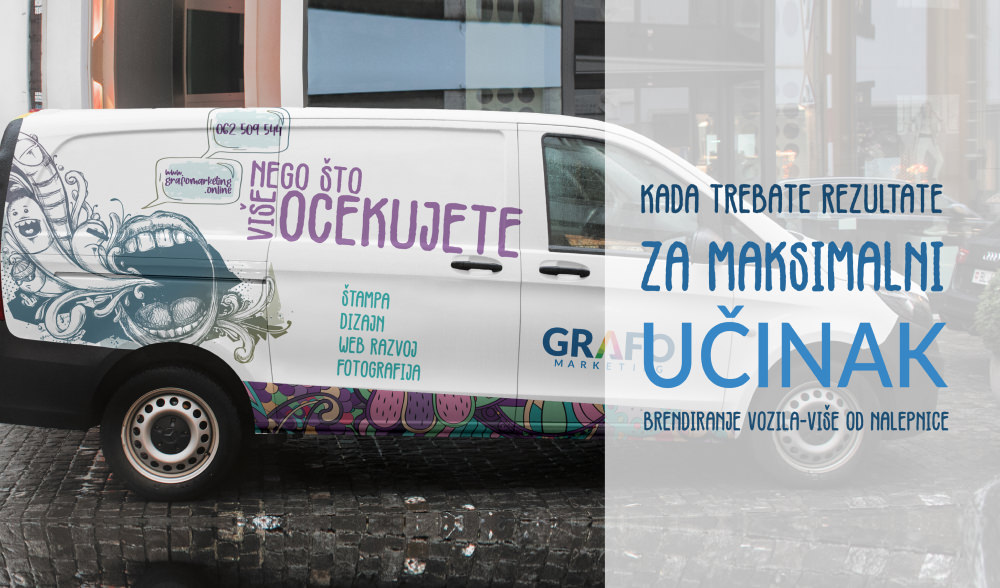 062 509 544
www.
grafomarketing
.online
VIŠE
NEGO ŠTO
OČEKUJETE
ŠTAMPA
DIZAJN
WEB RAZVOJ
FOTOGRAFIJA
GRAFO
MARKETING
KADA TREBATE REZULTATE
ZA MAKSIMALNI
UČINAK
BRENDIRANJE VOZILA-VIŠE OD NALEPNICE